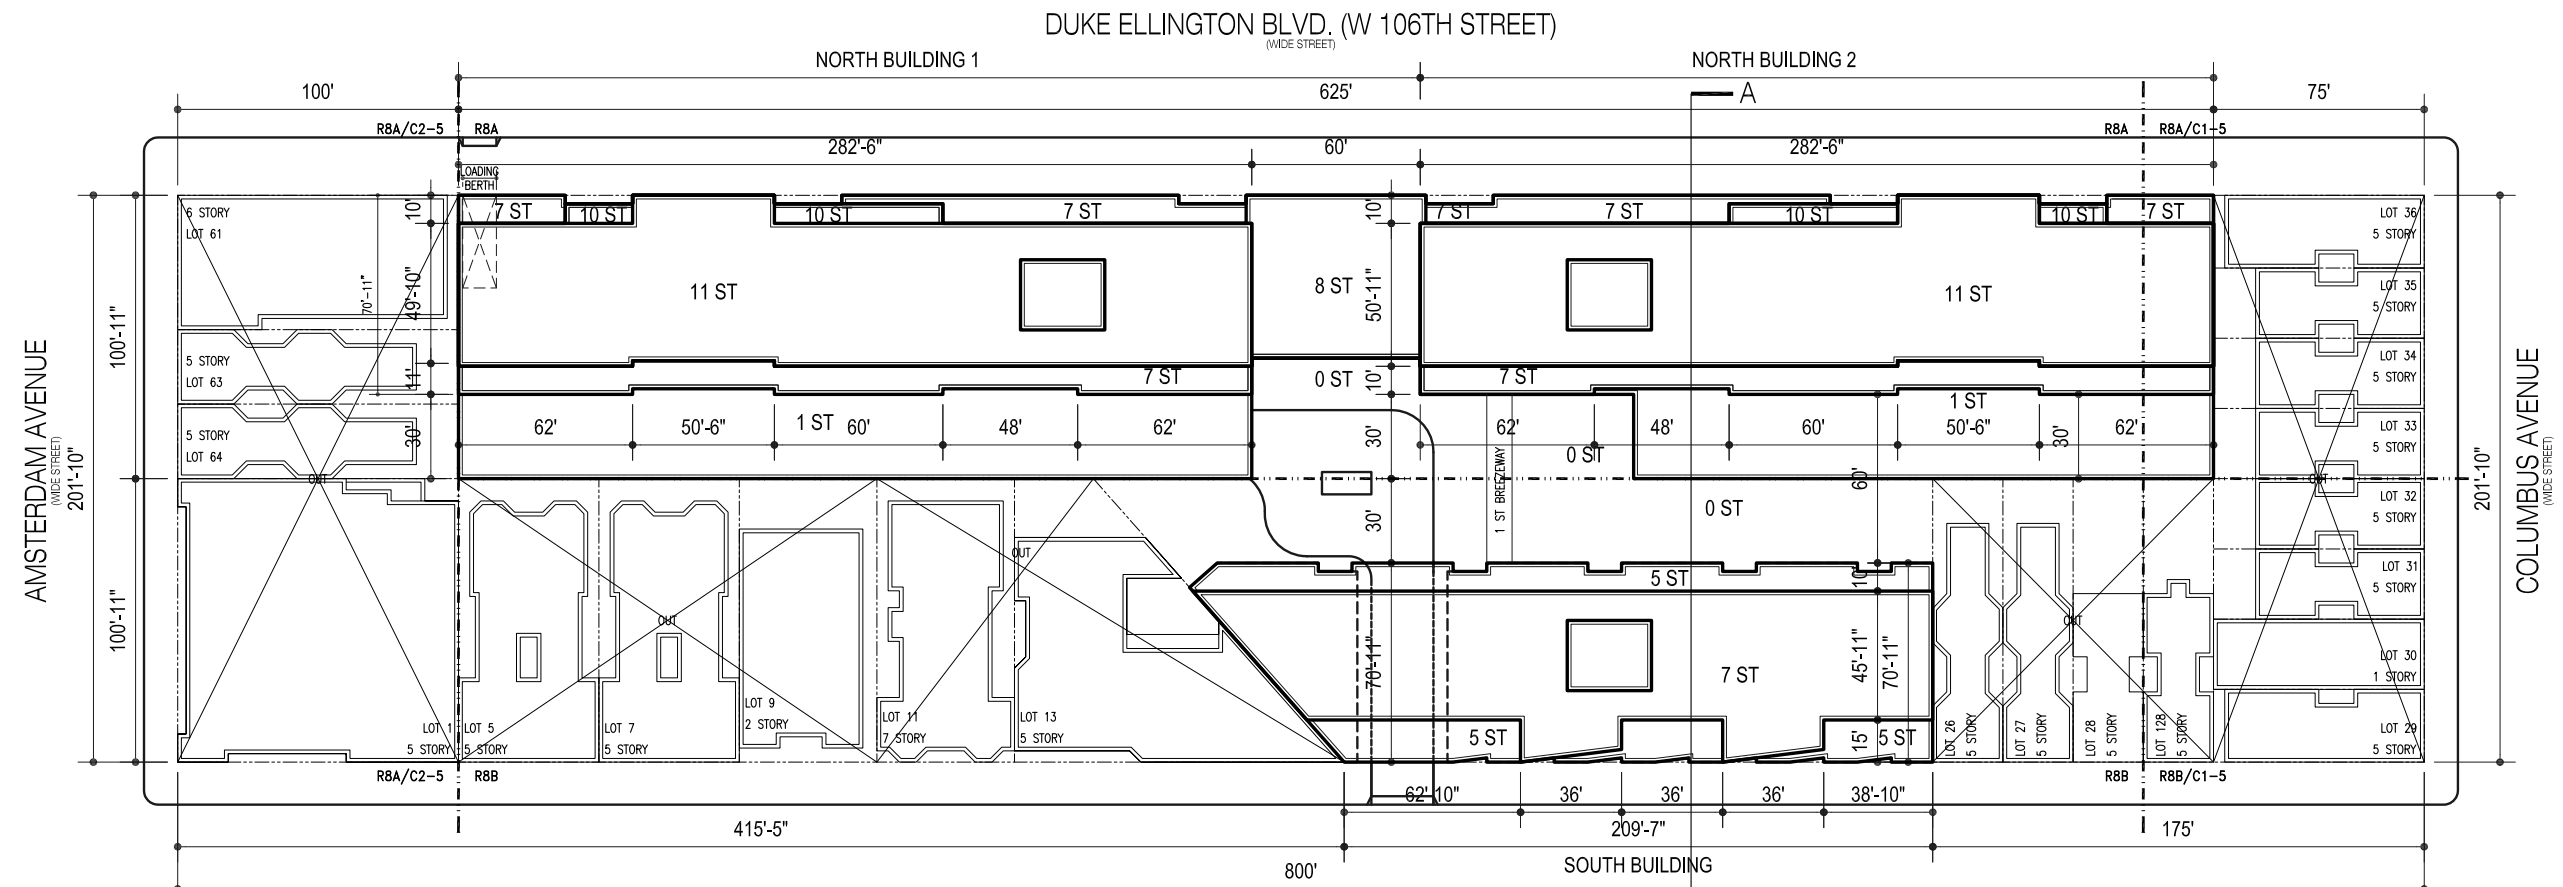 DUKE ELLINGTON BLVD. (W 106TH STREET)
(WIDE STREET)
NORTH BUILDING 1
NORTH BUILDING 2
100'
625'
A
75'
R8A/C2-5
R8A
R8A
R8A/C1-5
282'-6"
60'
282'-6"
LOADING
BERTH
6 STORY
LOT 61
10'
7 ST
10 ST
10 ST
7 ST
10'
7 ST
7 ST
10 ST
10 ST
7 ST
LOT 36
5 STORY
70'-11"
49'-10"
11 ST
8 ST
50'-11"
11 ST
LOT 35
5 STORY
AMSTERDAM AVENUE
(WIDE STREET)
201'-10"
100'-11"
5 STORY
LOT 63
11'
7 ST
0 ST
10'
7 ST
LOT 34
5 STORY
COLUMBUS AVENUE
(WIDE STREET)
201'-10"
5 STORY
LOT 64
30'
62'
50'-6"
1 ST
60'
48'
62'
30'
62'
48'
60'
1 ST
50'-6"
30'
62'
LOT 33
5 STORY
OUT
0 ST
60'
OUT
1 ST BREEZEWAY
30'
0 ST
LOT 32
5 STORY
100'-11"
OUT
5 ST
10'
LOT 31
5 STORY
OUT
OUT
70'-11"
7 ST
45'-11"
70'-11"
LOT 30
1 STORY
LOT 1
5 STORY
LOT 5
5 STORY
LOT 7
5 STORY
LOT 9
2 STORY
LOT 11
7 STORY
LOT 13
5 STORY
5 ST
15'
5 ST
LOT 26
5 STORY
LOT 27
5 STORY
LOT 28
5 STORY
LOT 128
5 STORY
LOT 29
5 STORY
R8A/C2-5
R8B
R8B
R8B/C1-5
62'-10"
36'
36'
36'
38'-10"
415'-5"
209'-7"
175'
SOUTH BUILDING
800'